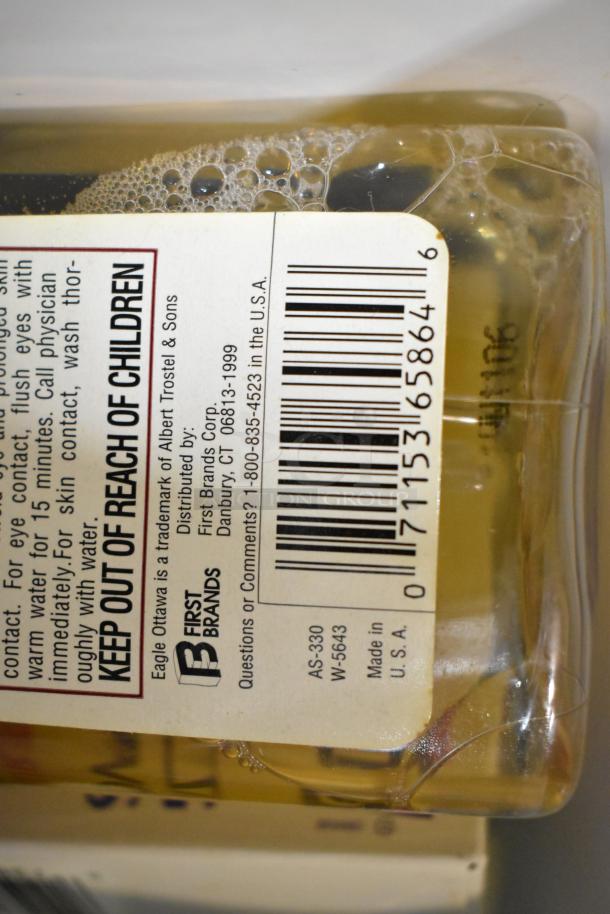 contact. For eye contact, flush eyes with
warm water for 15 minutes. Call physician
immediately. For skin contact, wash thor-
oughly with water.
KEEP OUT OF REACH OF CHILDREN
Eagle Ottawa is a trademark of Albert Trostel & Sons
FIRST
BRANDS
Distributed by:
First Brands Corp.
Danbury, CT 06813-1999
Questions or Comments? 1-800-835-4523 in the U.S.A.
AS-330
W-5643
Made in
U. S. A.
0 71153 65864 6